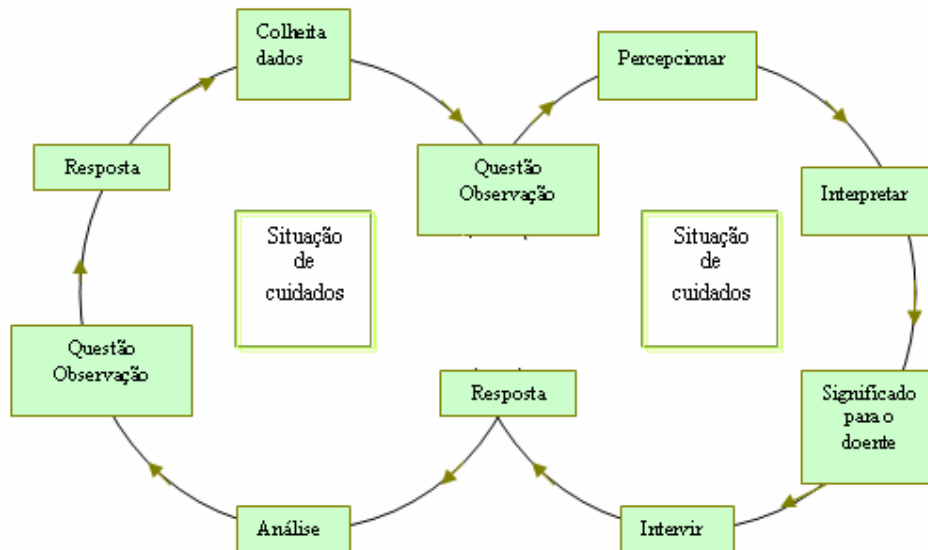 Colheita
dados
Percepcionar
Resposta
Questão
Observação
Interpretar
Situação
de
cuidados
Situação
de
cuidados
Questão
Observação
Resposta
Significado
para o
doente
Análise
Intervir